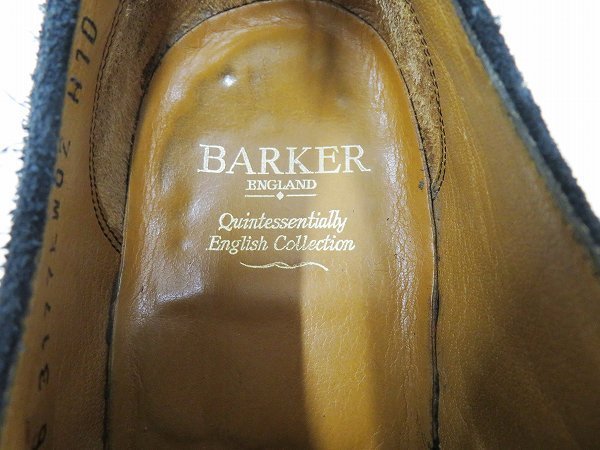 BARKER
ENGLAND
Quintessentially
English Collection